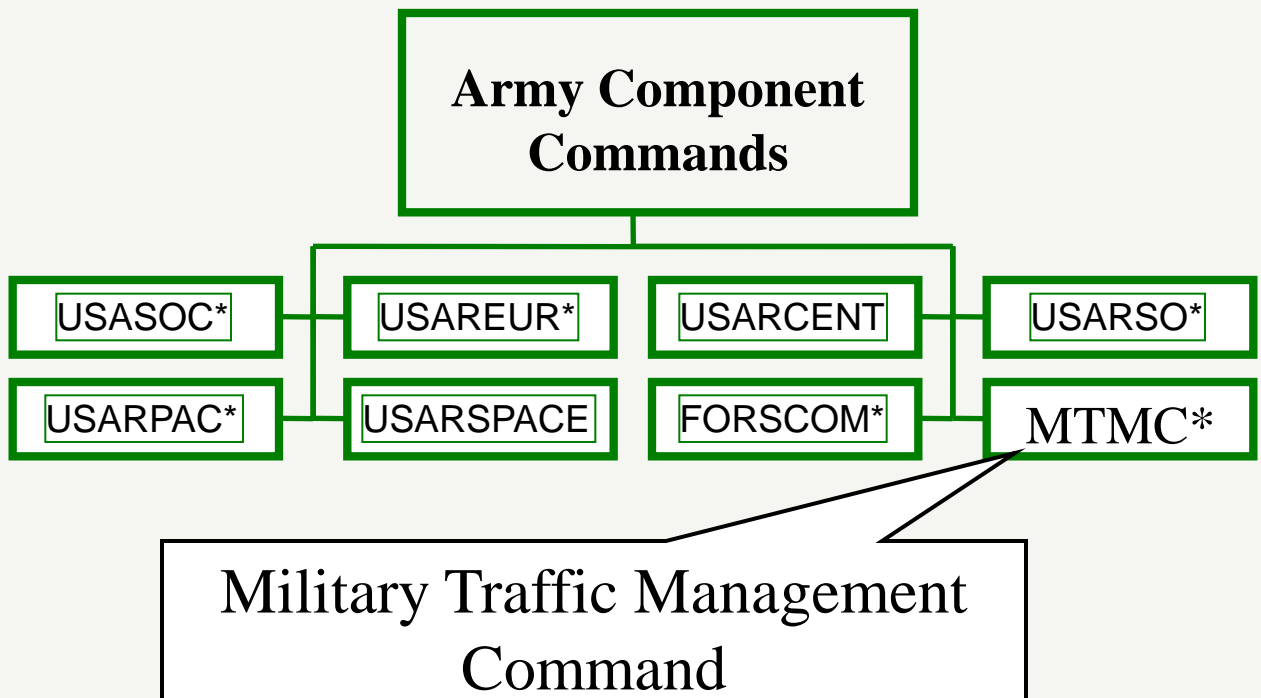 Army Component
Commands
USASOC*
USAREUR*
USARCENT
USARSO*
USARPAC*
USARSPACE
FORSCOM*
MTMC*
Military Traffic Management
Command